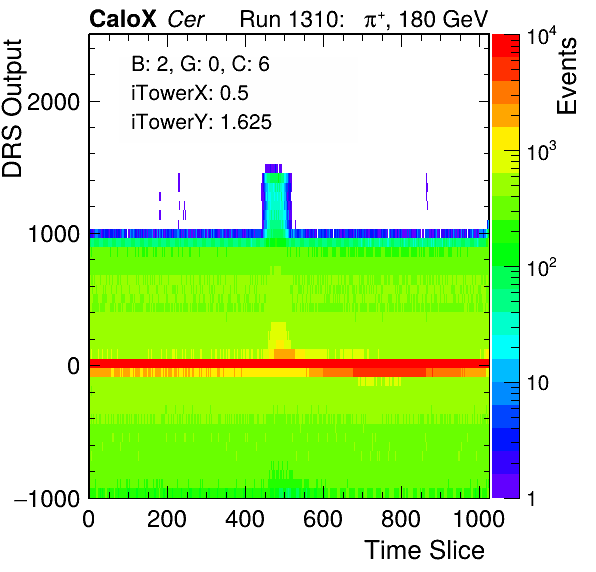 CaloX Cer Run 1310: π⁺, 180 GeV
B: 2, G: 0, C: 6
iTowerX: 0.5
iTowerY: 1.625
DRS Output
2000
1000
0
−1000
0 200 400 600 800 1000
Time Slice
Events
10⁴
10³
10²
10
1